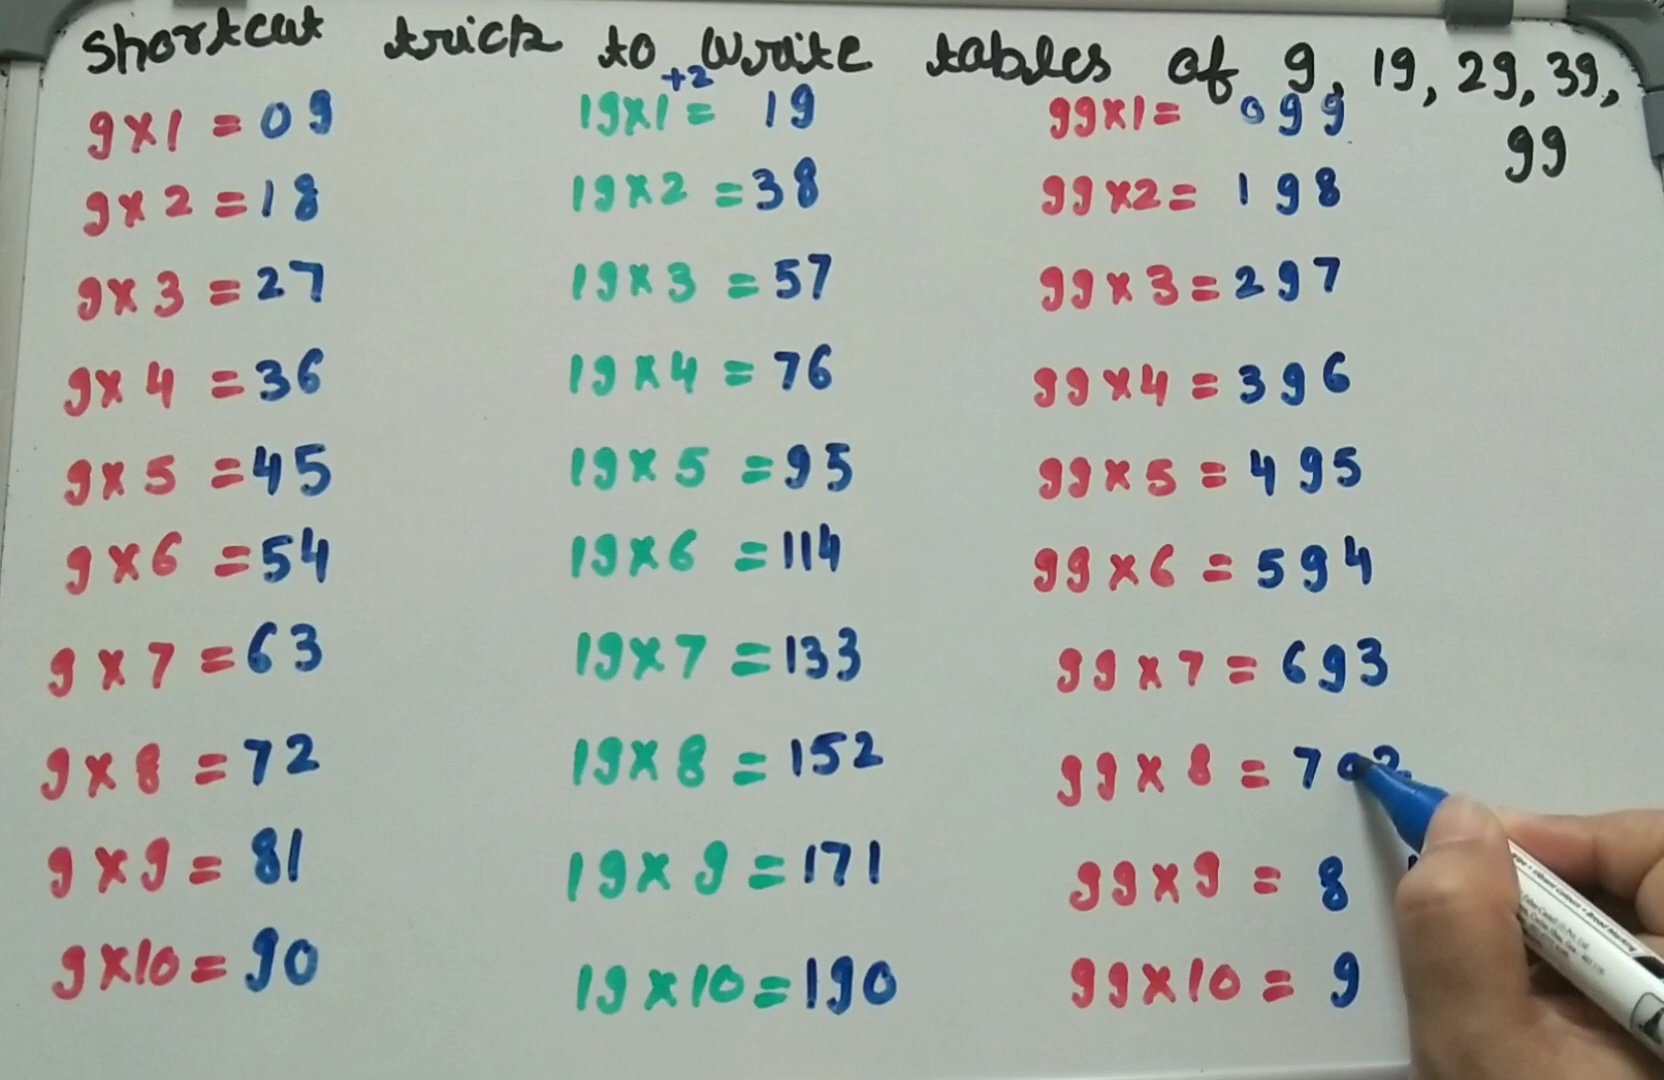 Shortcut trick to write tables of 9, 19, 29, 39, 99
+2
9x1 = 09
9x2 = 18
9x3 = 27
9x4 = 36
9x5 = 45
9x6 = 54
9x7 = 63
9x8 = 72
9x9 = 81
9x10 = 90
19x1 = 19
19x2 = 38
19x3 = 57
19x4 = 76
19x5 = 95
19x6 = 114
19x7 = 133
19x8 = 152
19x9 = 171
19x10 = 190
99x1 = 099
99x2 = 198
99x3 = 297
99x4 = 396
99x5 = 495
99x6 = 594
99x7 = 693
99x8 = 792
99x9 = 8
99x10 = 9